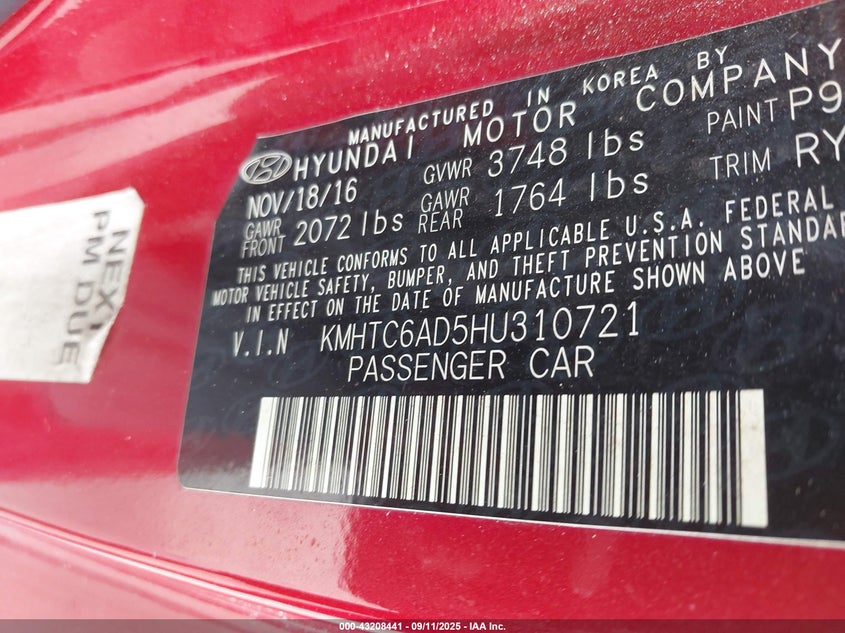 MANUFACTURED IN KOREA BY
HYUNDAI MOTOR COMPANY
NOV/18/16 GVWR 3748 lbs PAINT P9
GAWR FRONT 2072 lbs GAWR REAR 1764 lbs TRIM RY
THIS VEHICLE CONFORMS TO ALL APPLICABLE U.S.A. FEDERAL
MOTOR VEHICLE SAFETY, BUMPER, AND THEFT PREVENTION STANDAR
IN EFFECT ON THE DATE OF MANUFACTURE SHOWN ABOVE
V.I.N KMHTC6AD5HU310721
PASSENGER CAR
NEXT
PM DUE
000-43208441 - 09/11/2025 - IAA Inc.